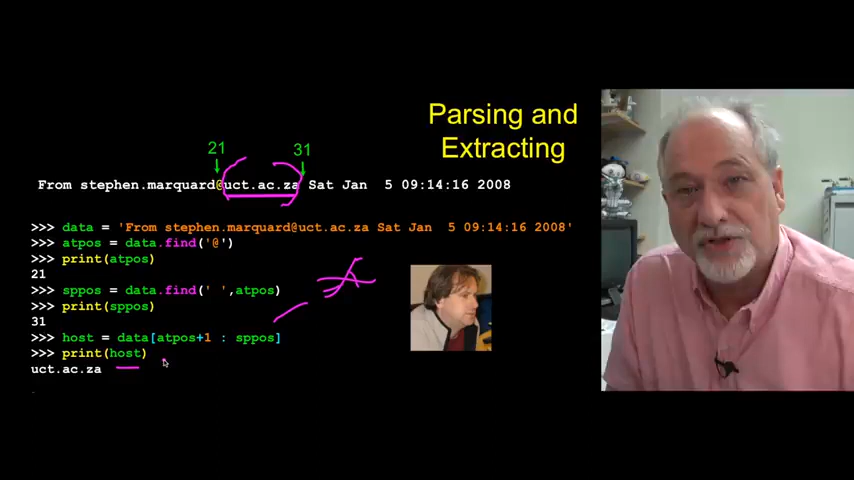 Parsing and
Extracting
21 31
From stephen.marquard@uct.ac.za Sat Jan  5 09:14:16 2008
>>> data = 'From stephen.marquard@uct.ac.za Sat Jan  5 09:14:16 2008'
>>> atpos = data.find('@')
>>> print(atpos)
21
>>> sppos = data.find(' ',atpos)
>>> print(sppos)
31
>>> host = data[atpos+1 : sppos]
>>> print(host)
uct.ac.za